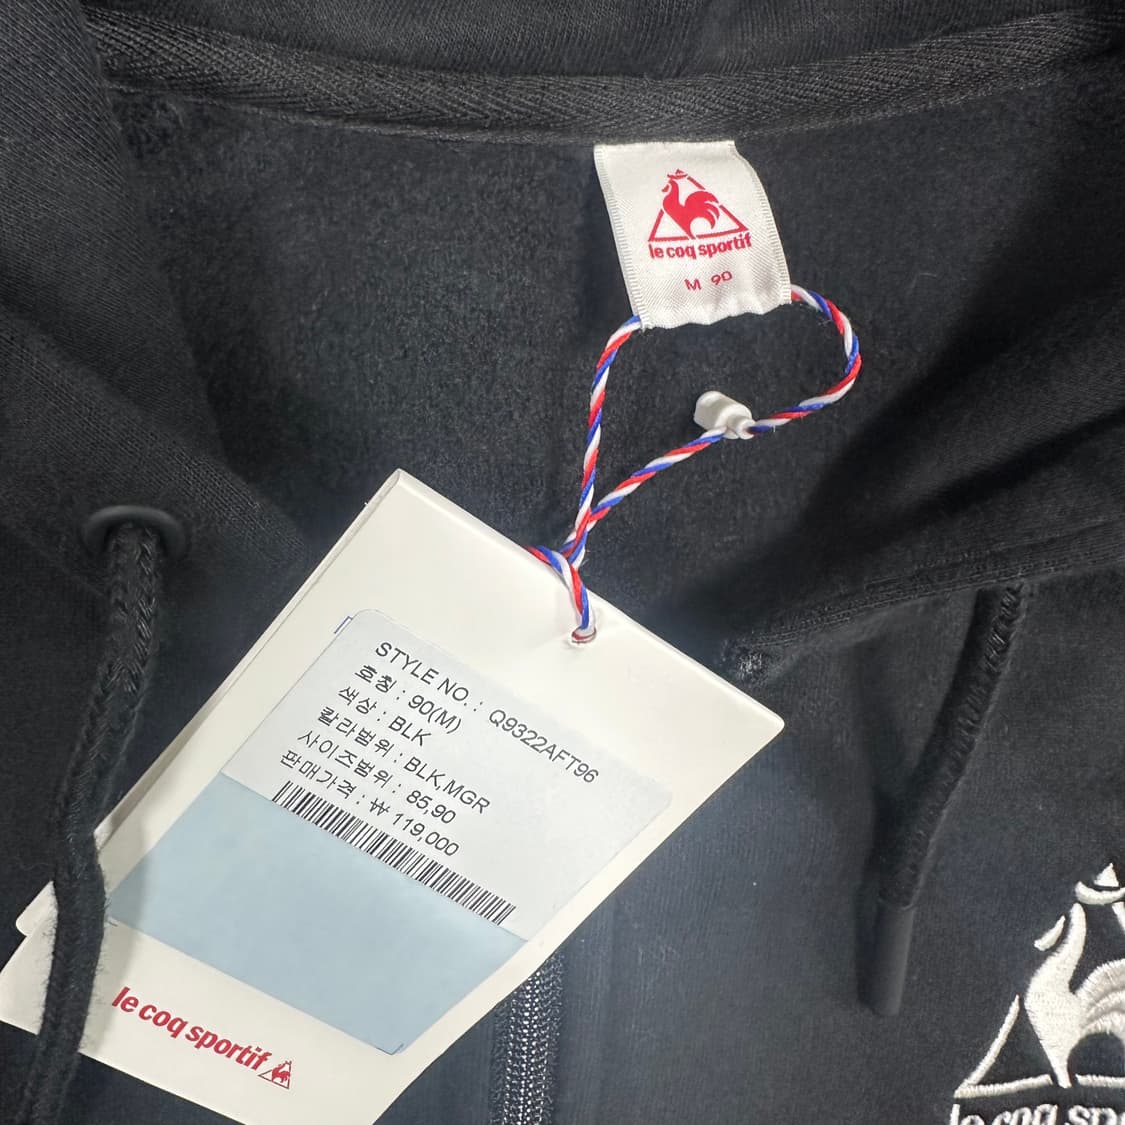 le coq sportif
M 90
STYLE NO. : Q9322AFT96
호칭 : 90(M)
색상 : BLK
칼라범위 : BLK,MGR
사이즈범위 : 85,90
판매가격 : ₩ 119,000
le coq sportif
le coq